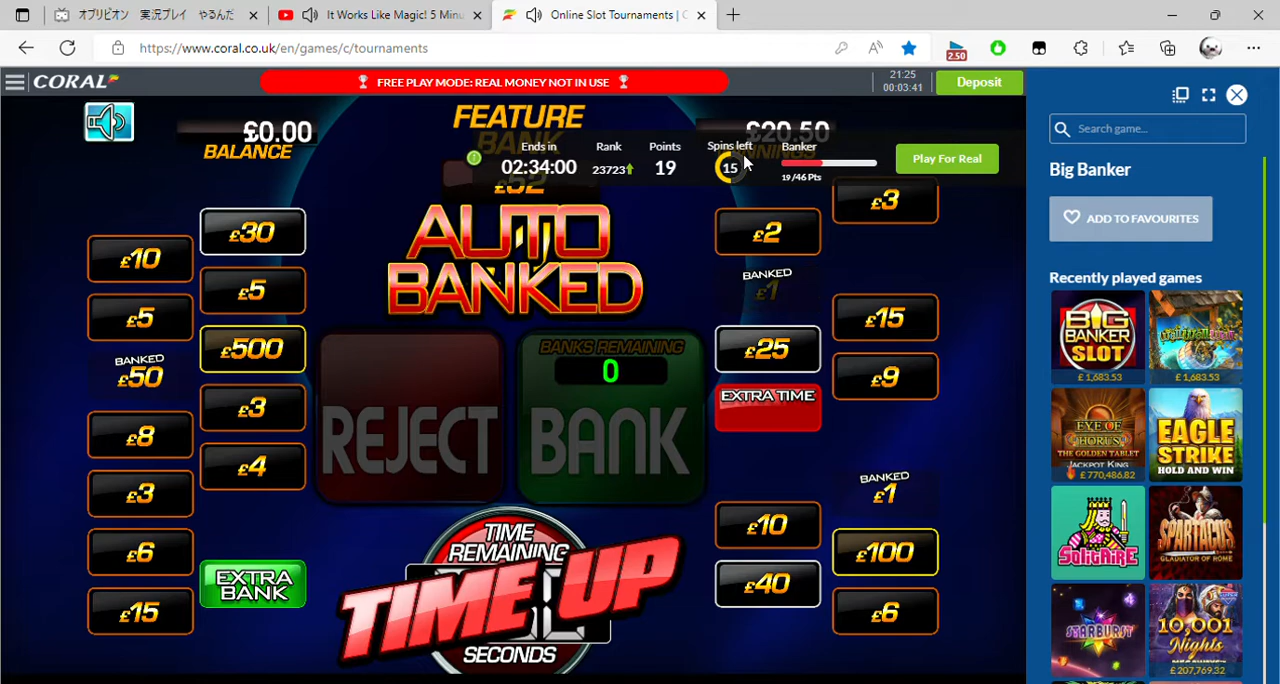 オブリビオン 実況プレイ やるんだ
It Works Like Magic! 5 Minu
Online Slot Tournaments | C
https://www.coral.co.uk/en/games/c/tournaments
2.50
CORAL
FREE PLAY MODE: REAL MONEY NOT IN USE
21:25
00:03:41
Deposit
£0.00
BALANCE
FEATURE
BANK
£52
£20.50
Ends in
02:34:00
Rank
23723
Points
19
Spins left
15
Banker
19/46 Pts
Play For Real
AUTO
BANKED
£10
£5
BANKED
£50
£8
£3
£6
£15
£30
£5
£500
£3
£4
EXTRA
BANK
REJECT
BANKS REMAINING
0
BANK
TIME
REMAINING
TIME UP
SECONDS
£2
BANKED
£1
£25
EXTRA TIME
£10
£40
£3
£15
£9
BANKED
£1
£100
£6
Search game...
Big Banker
ADD TO FAVOURITES
Recently played games
BIG
BANKER
SLOT
£ 1,683.53
£ 1,683.53
EYE OF
HORUS
THE GOLDEN TABLET
JACKPOT KING
£ 770,486.82
EAGLE
STRIKE
HOLD AND WIN
SOLITAIRE
SPARTACUS
GLADIATOR OF ROME
STARBURST
10,001
Nights
MEGAWAYS
£ 207,769.32